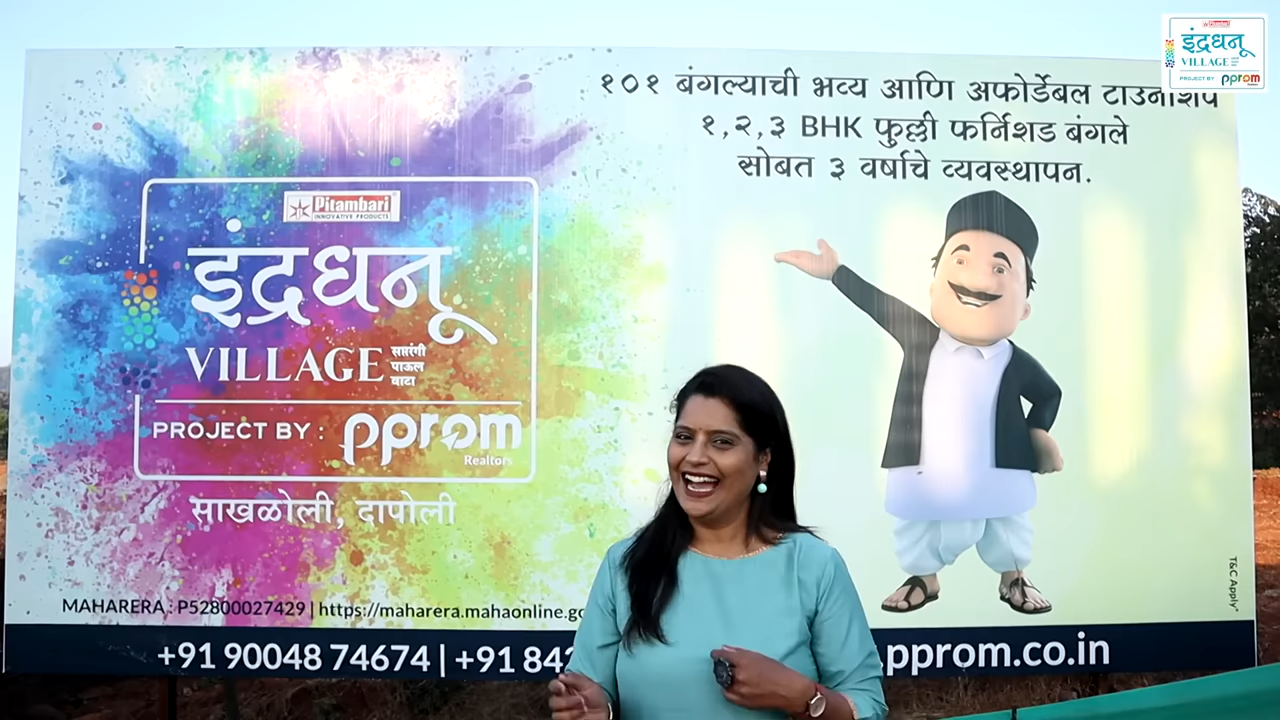 Pitambari
इंद्रधनू
VILLAGE
PROJECT BY pprom
१०१ बंगल्याची भव्य आणि अफोर्डेबल टाउनशिप
१,२,३ BHK फुल्ली फर्निशड बंगले
सोबत ३ वर्षाचे व्यवस्थापन.
Pitambari
INNOVATIVE PRODUCTS
इंद्रधनू
VILLAGE सप्तरंगी
पाऊल
वाटा
PROJECT BY : pprom
Realtors
साखळोली, दापोली
MAHARERA : P52800027429 | https://maharera.mahaonline.go
+91 90048 74674 | +91 842
.pprom.co.in
T&C Apply*